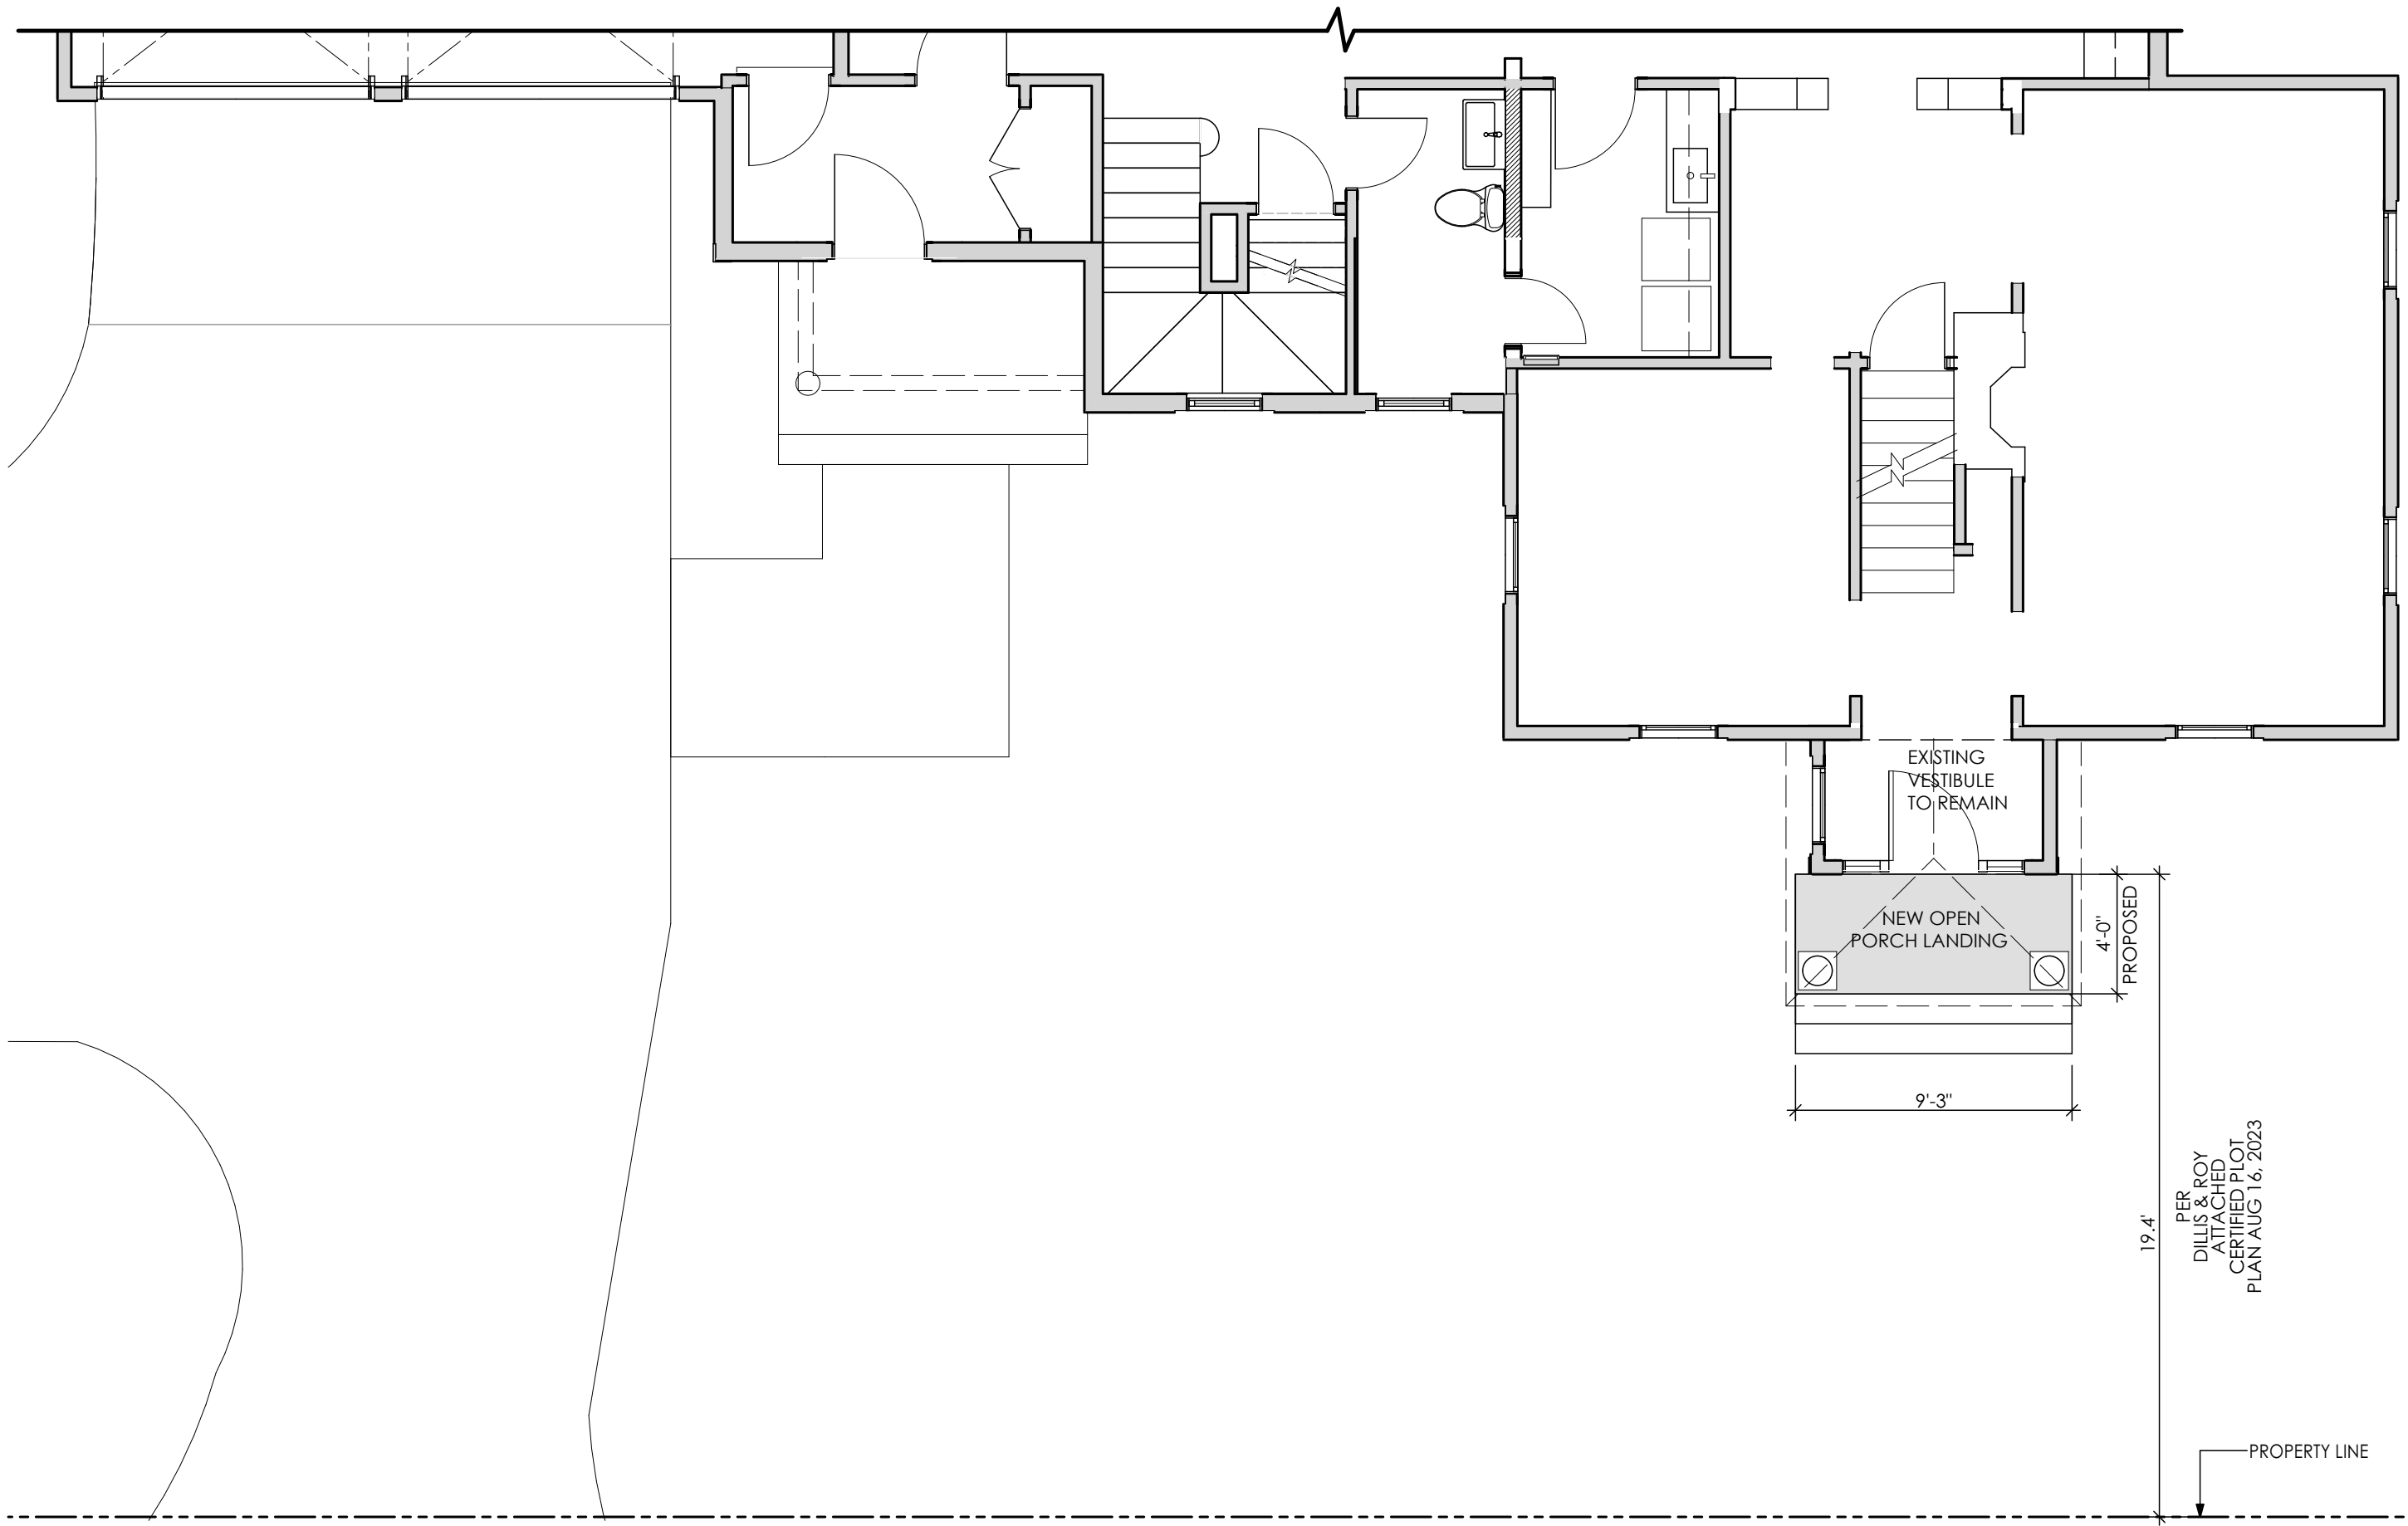 EXISTING
VESTIBULE
TO REMAIN
NEW OPEN
PORCH LANDING
4'-0"
PROPOSED
9'-3"
19.4'
PER
DILLIS & ROY
ATTACHED
CERTIFIED PLOT
PLAN AUG 16, 2023
PROPERTY LINE